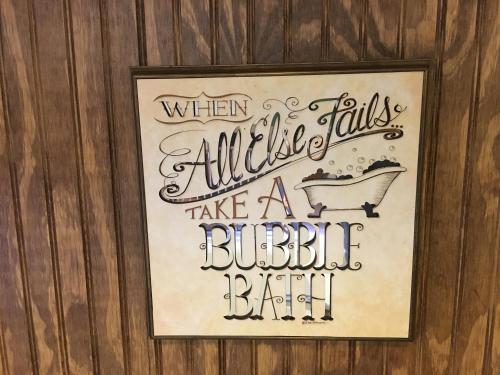 WHEN
All Else Fails...
TAKE A
BUBBLE
BATH